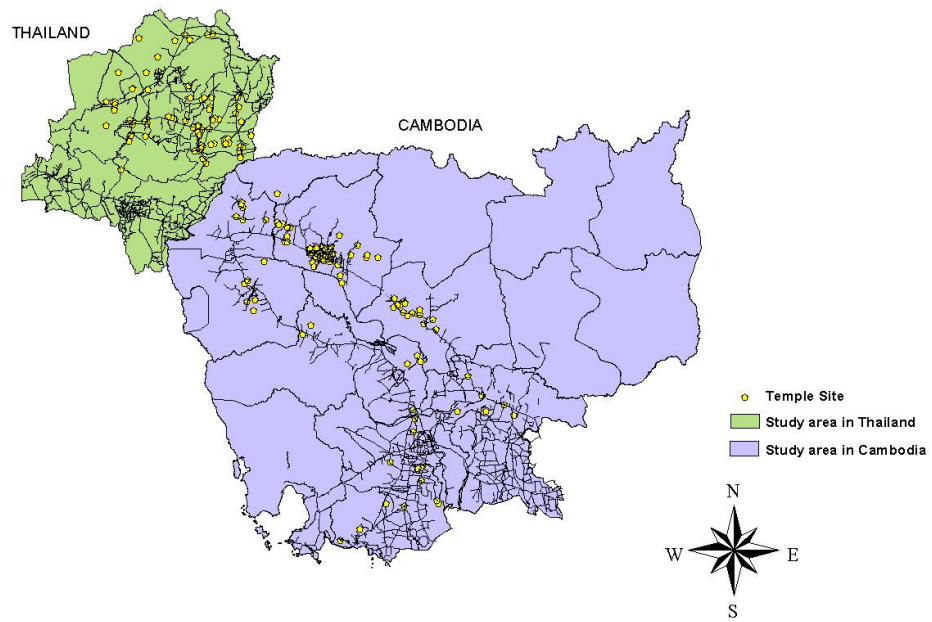 THAILAND
CAMBODIA
Temple Site
Study area in Thailand
Study area in Cambodia
N
W E
S